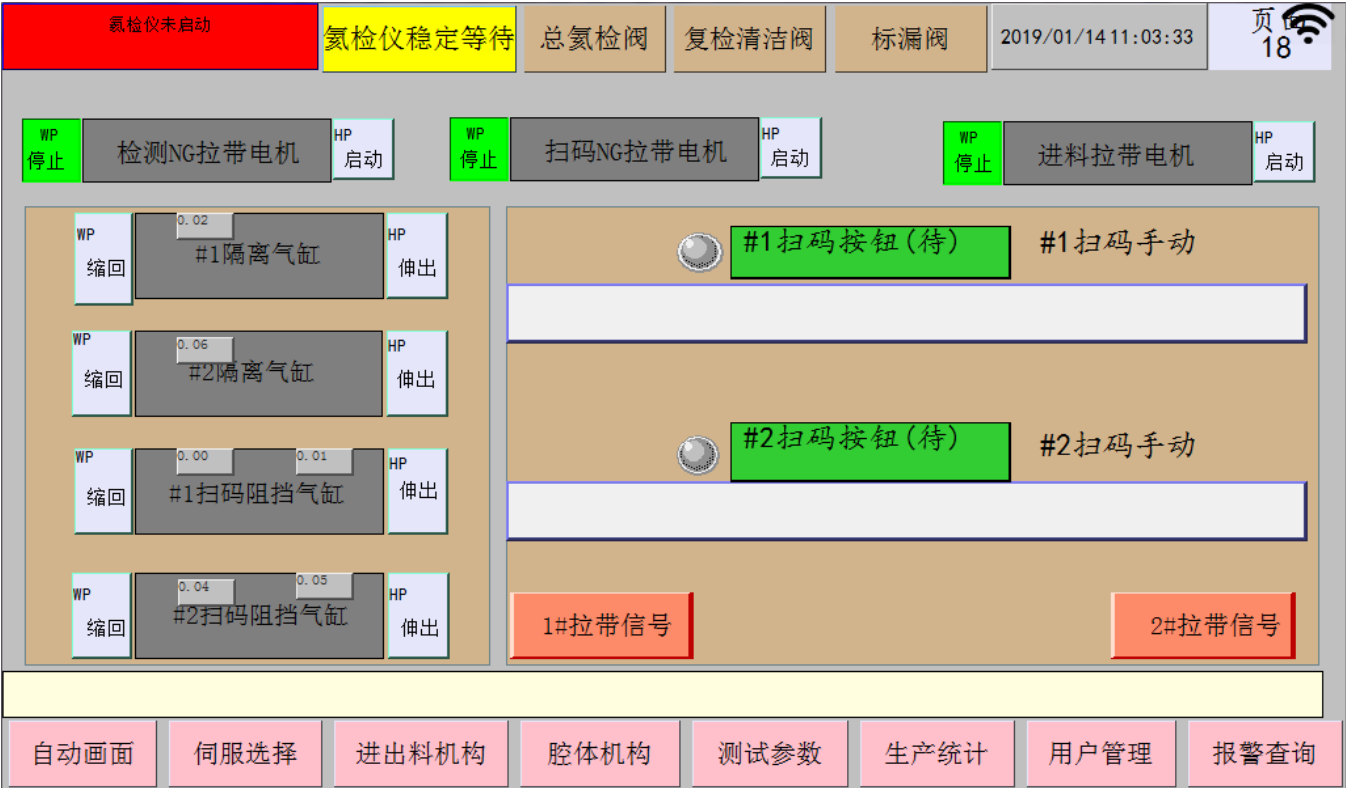 氦检仪未启动
氦检仪稳定等待
总氦检阀
复检清洁阀
标漏阀
2019/01/14 11:03:33
页面
18
WP
停止
检测NG拉带电机
HP
启动
WP
停止
扫码NG拉带电机
HP
启动
WP
停止
进料拉带电机
HP
启动
WP
缩回
0.02
#1隔离气缸
HP
伸出
WP
缩回
0.06
#2隔离气缸
HP
伸出
WP
缩回
0.00
0.01
#1扫码阻挡气缸
HP
伸出
WP
缩回
0.04
0.05
#2扫码阻挡气缸
HP
伸出
#1扫码按钮(待)
#1扫码手动
#2扫码按钮(待)
#2扫码手动
1#拉带信号
2#拉带信号
自动画面
伺服选择
进出料机构
腔体机构
测试参数
生产统计
用户管理
报警查询